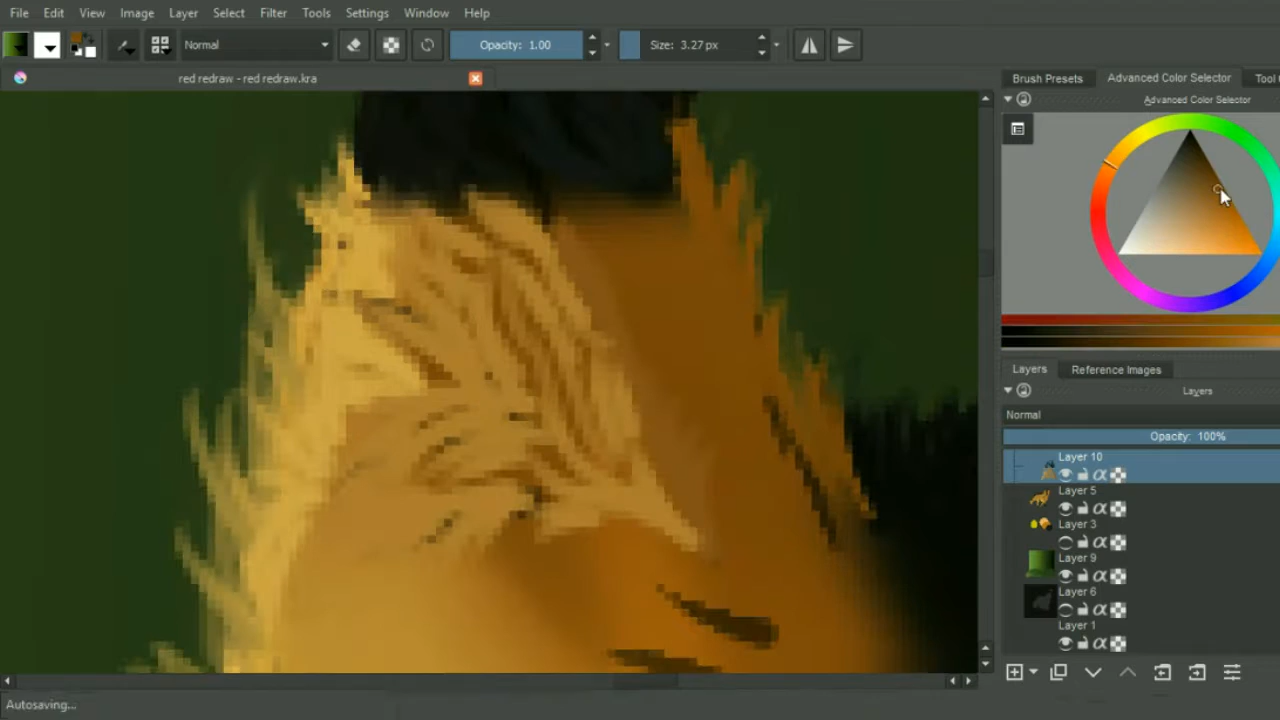 File Edit View Image Layer Select Filter Tools Settings Window Help
Normal Opacity: 1.00 Size: 3.27 px
red redraw - red redraw.kra
Brush Presets Advanced Color Selector Tool
Advanced Color Selector
Layers Reference Images
Layers
Normal
Opacity: 100%
Layer 10
Layer 5
Layer 3
Layer 9
Layer 6
Layer 1
Autosaving...